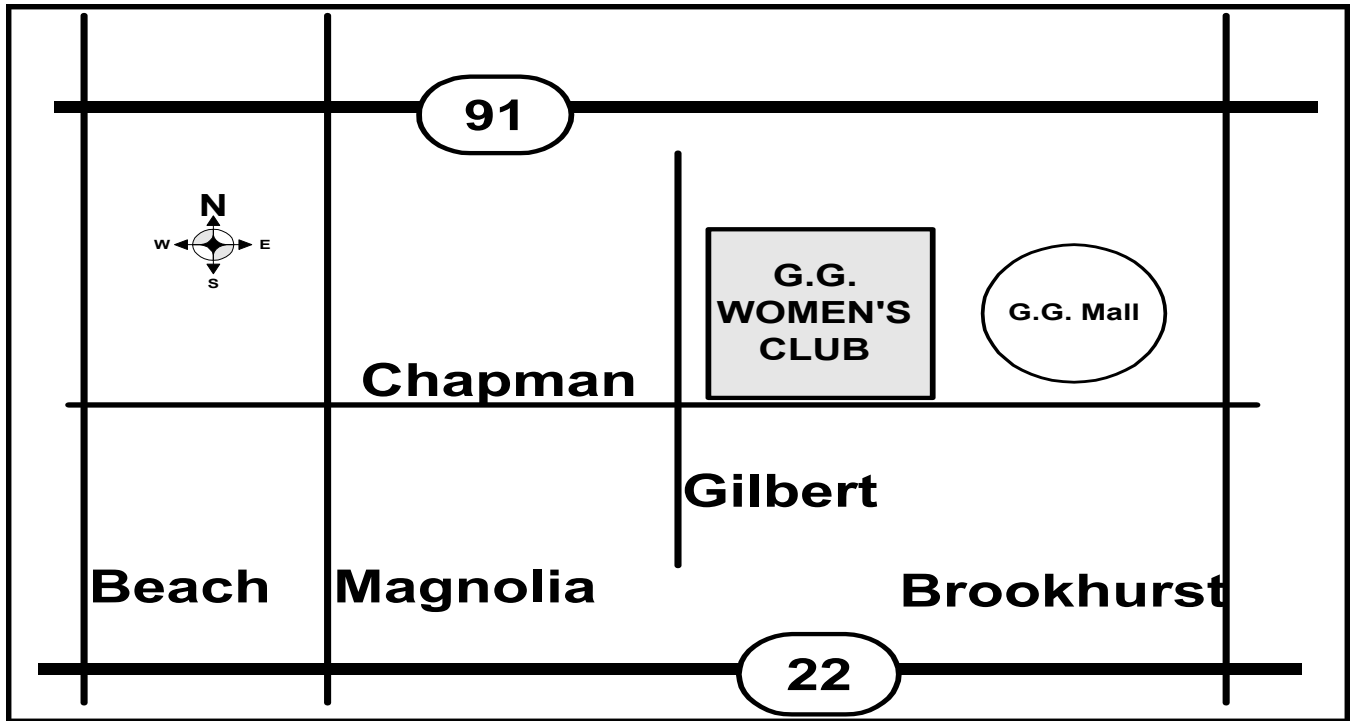 91
N
W E
S
G.G.
WOMEN'S
CLUB
G.G. Mall
Chapman
Gilbert
Beach
Magnolia
Brookhurst
22